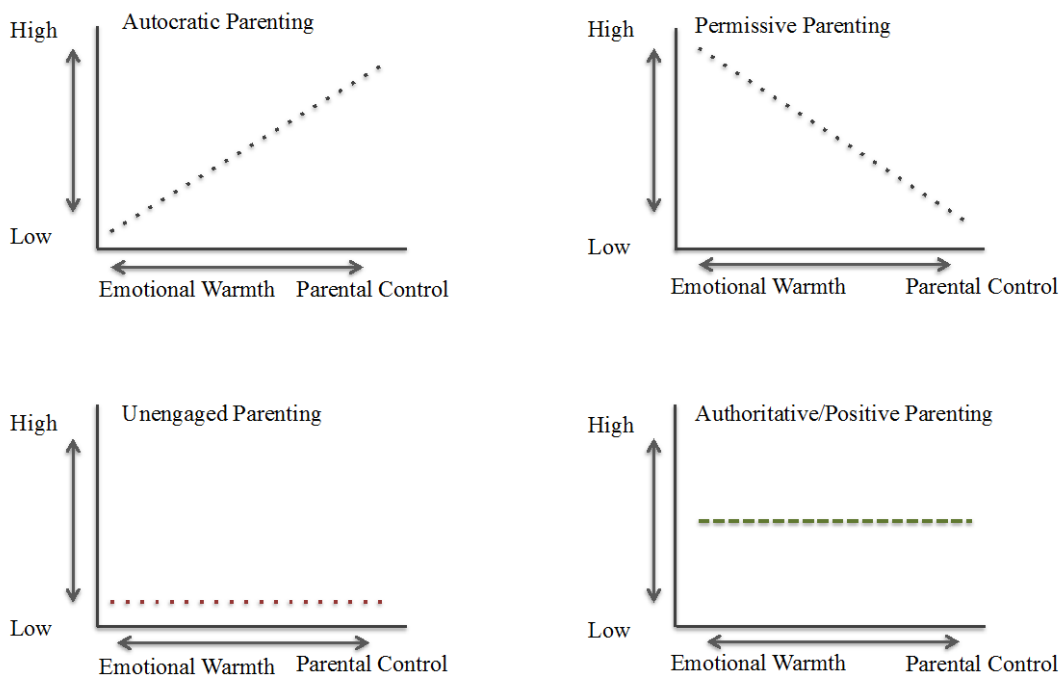 Autocratic Parenting
High
Low
Emotional Warmth Parental Control
Permissive Parenting
High
Low
Emotional Warmth Parental Control
Unengaged Parenting
High
Low
Emotional Warmth Parental Control
Authoritative/Positive Parenting
High
Low
Emotional Warmth Parental Control